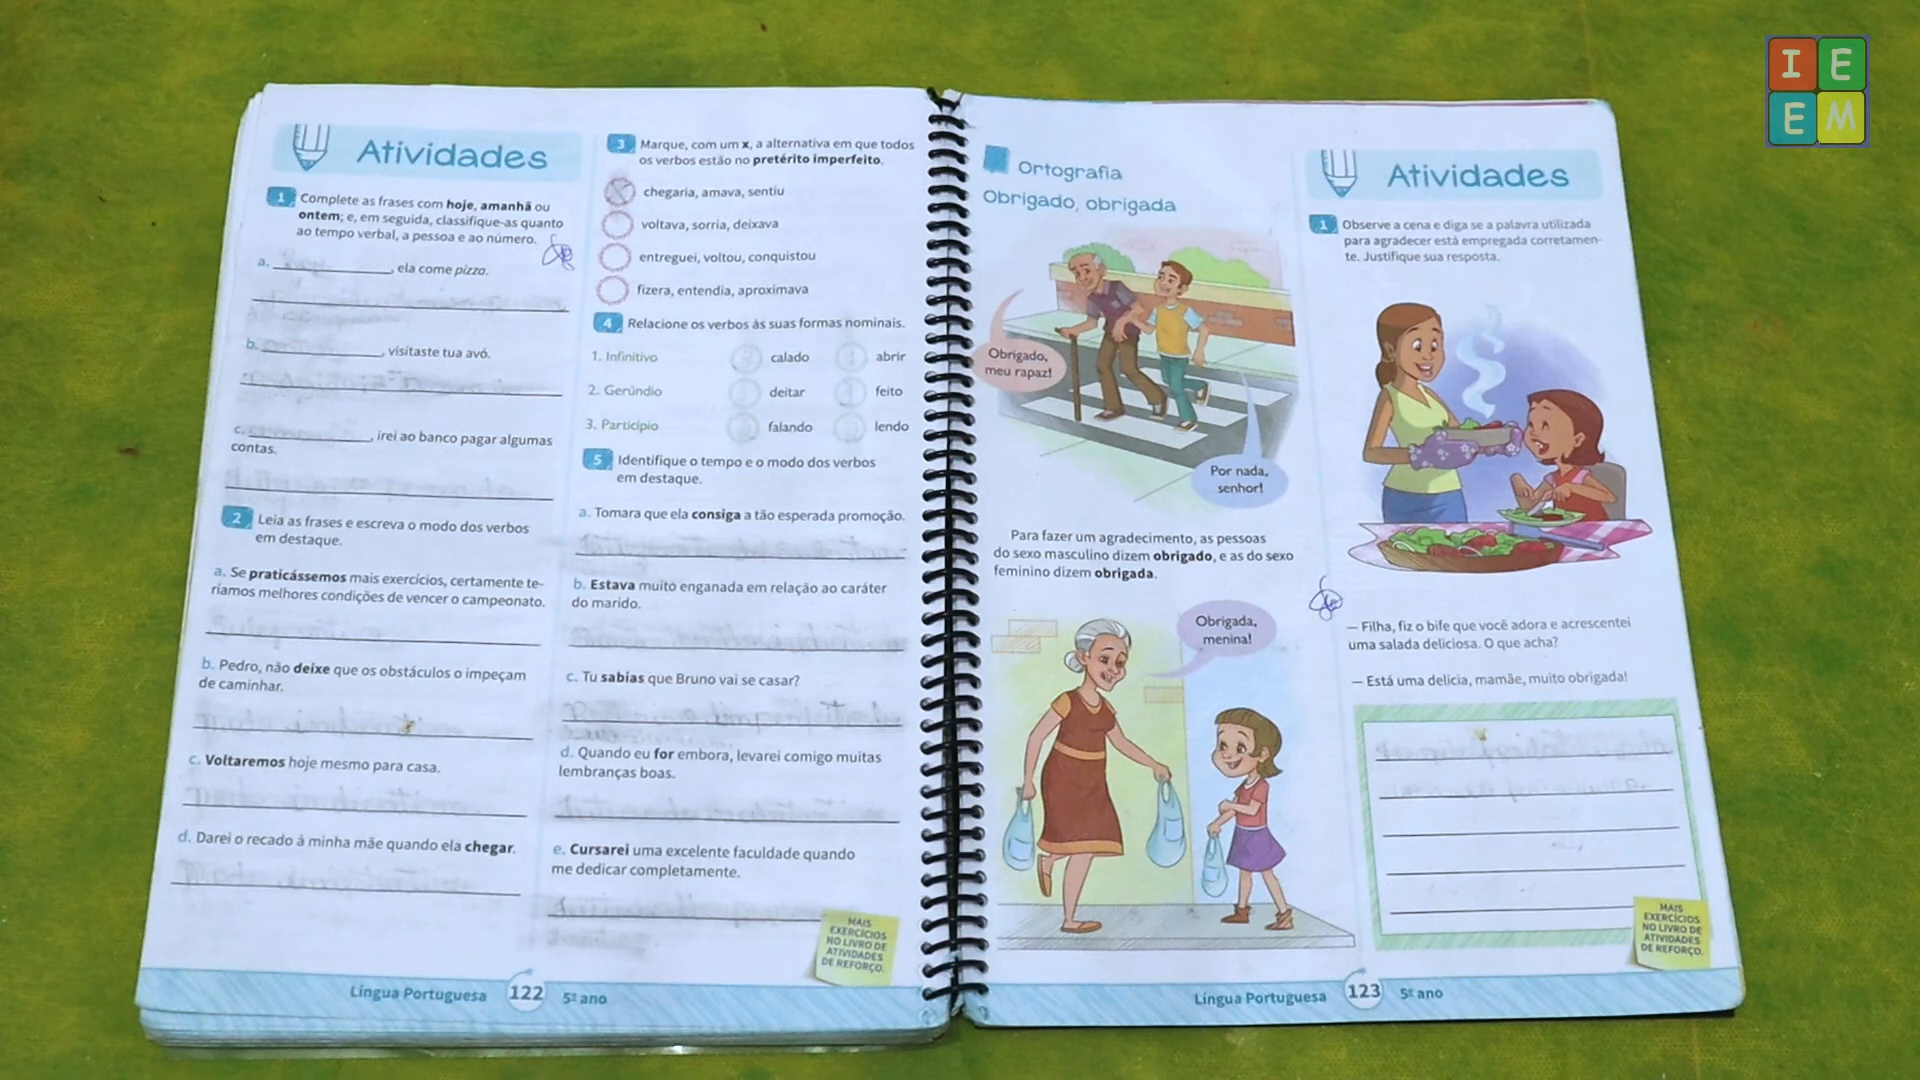 Atividades
1 Complete as frases com hoje, amanhã ou
ontem; e, em seguida, classifique-as quanto
ao tempo verbal, a pessoa e ao número.
a. ____________, ela come pizza.
b. ____________, visitaste tua avó.
c. ____________, irei ao banco pagar algumas
contas.
2 Leia as frases e escreva o modo dos verbos
em destaque.
a. Se praticássemos mais exercícios, certamente te-
ríamos melhores condições de vencer o campeonato.
b. Pedro, não deixe que os obstáculos o impeçam
de caminhar.
c. Voltaremos hoje mesmo para casa.
d. Darei o recado à minha mãe quando ela chegar.
3 Marque, com um x, a alternativa em que todos
os verbos estão no pretérito imperfeito.
chegaria, amava, sentiu
voltava, sorria, deixava
entreguei, voltou, conquistou
fizera, entendia, aproximava
4 Relacione os verbos às suas formas nominais.
1. Infinitivo calado abrir
2. Gerúndio deitar feito
3. Particípio falando lendo
5 Identifique o tempo e o modo dos verbos
em destaque.
a. Tomara que ela consiga a tão esperada promoção.
b. Estava muito enganada em relação ao caráter
do marido.
c. Tu sabias que Bruno vai se casar?
d. Quando eu for embora, levarei comigo muitas
lembranças boas.
e. Cursarei uma excelente faculdade quando
me dedicar completamente.
MAIS
EXERCÍCIOS
NO LIVRO DE
ATIVIDADES
DE REFORÇO.
Língua Portuguesa 122 5º ano
Ortografia
Obrigado, obrigada
Obrigado,
meu rapaz!
Por nada,
senhor!
Para fazer um agradecimento, as pessoas
do sexo masculino dizem obrigado, e as do sexo
feminino dizem obrigada.
Obrigada,
menina!
Atividades
1 Observe a cena e diga se a palavra utilizada
para agradecer está empregada corretamen-
te. Justifique sua resposta.
— Filha, fiz o bife que você adora e acrescentei
uma salada deliciosa. O que acha?
— Está uma delícia, mamãe, muito obrigada!
MAIS
EXERCÍCIOS
NO LIVRO DE
ATIVIDADES
DE REFORÇO.
Língua Portuguesa 123 5º ano
I E
E M